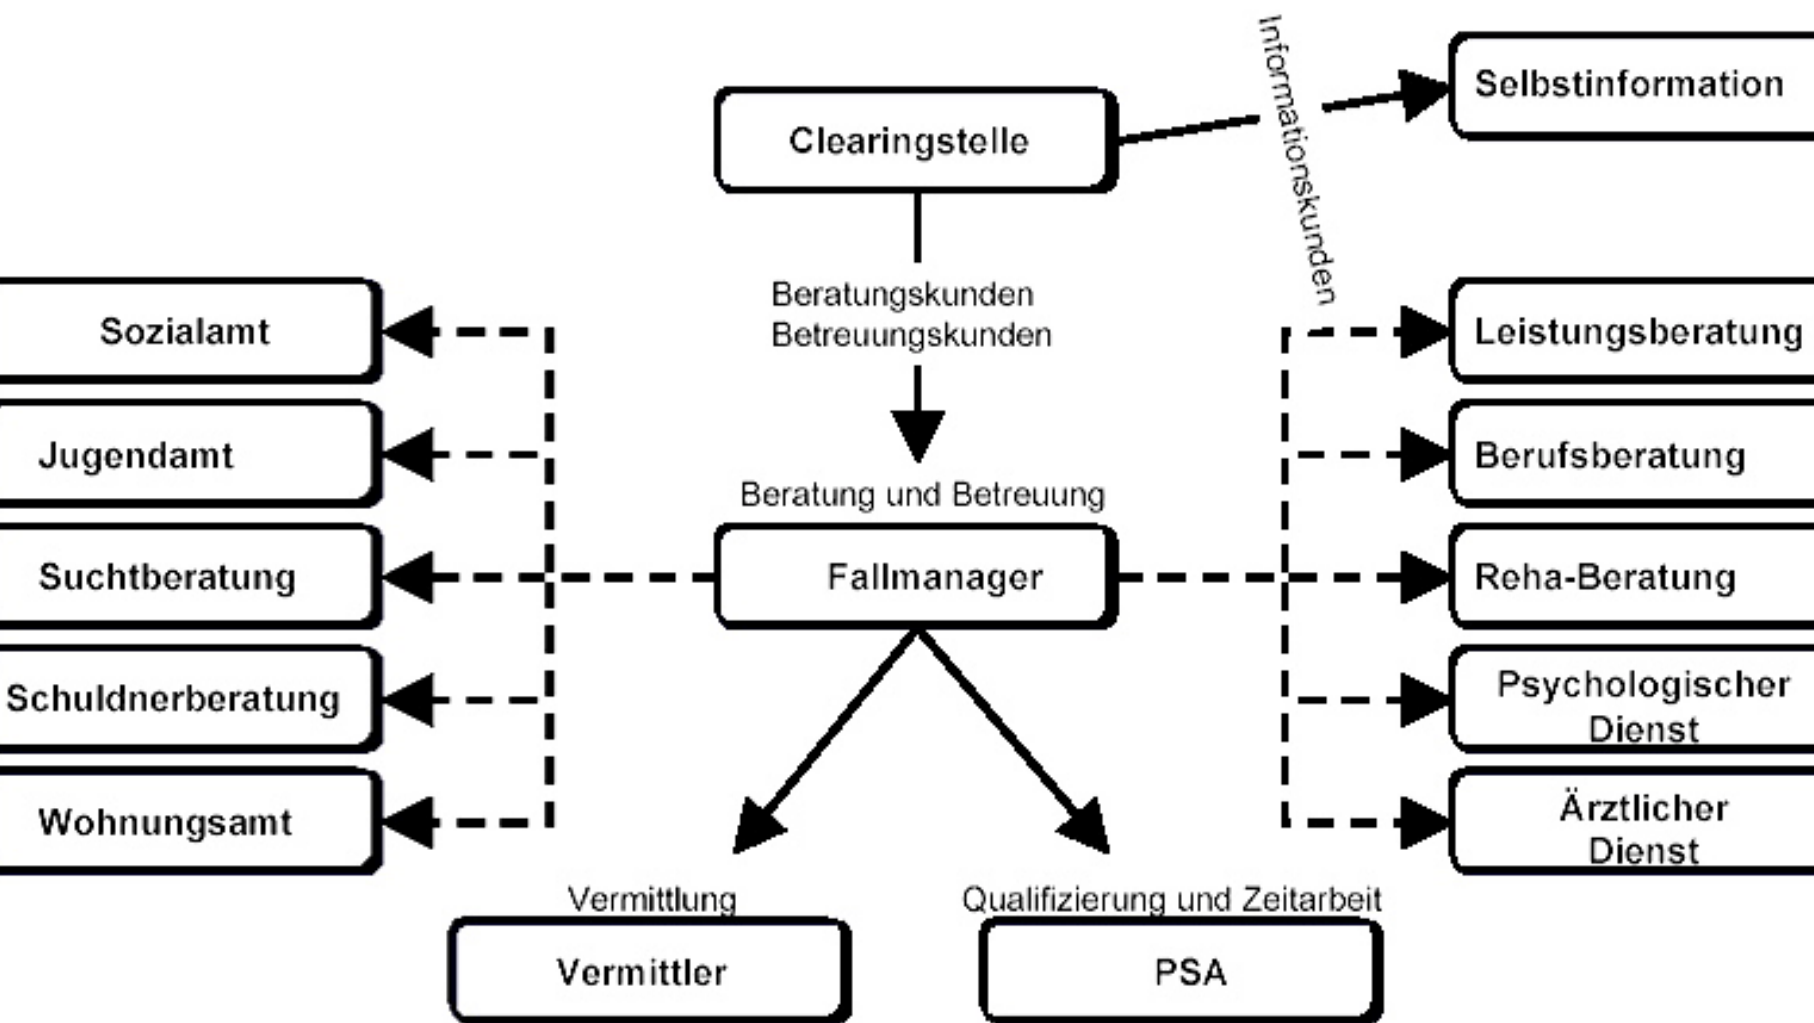 Informationskunden
Selbstinformation
Clearingstelle
Beratungskunden
Betreuungskunden
Sozialamt
Leistungsberatung
Jugendamt
Berufsberatung
Beratung und Betreuung
Suchtberatung
Fallmanager
Reha-Beratung
Schuldnerberatung
Psychologischer
Dienst
Wohnungsamt
Ärztlicher
Dienst
Vermittlung
Qualifizierung und Zeitarbeit
Vermittler
PSA